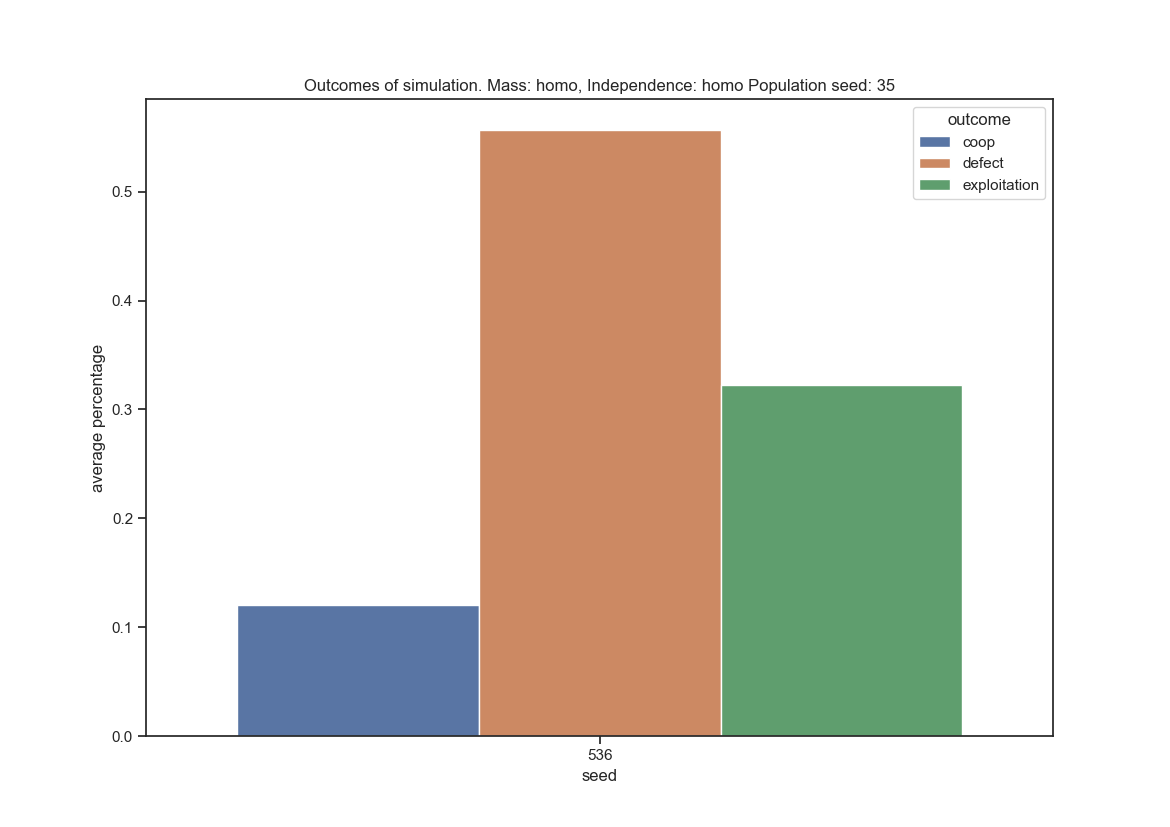 Outcomes of simulation. Mass: homo, Independence: homo Population seed: 35
outcome
coop
defect
exploitation
average percentage
0.5
0.4
0.3
0.2
0.1
0.0
536
seed